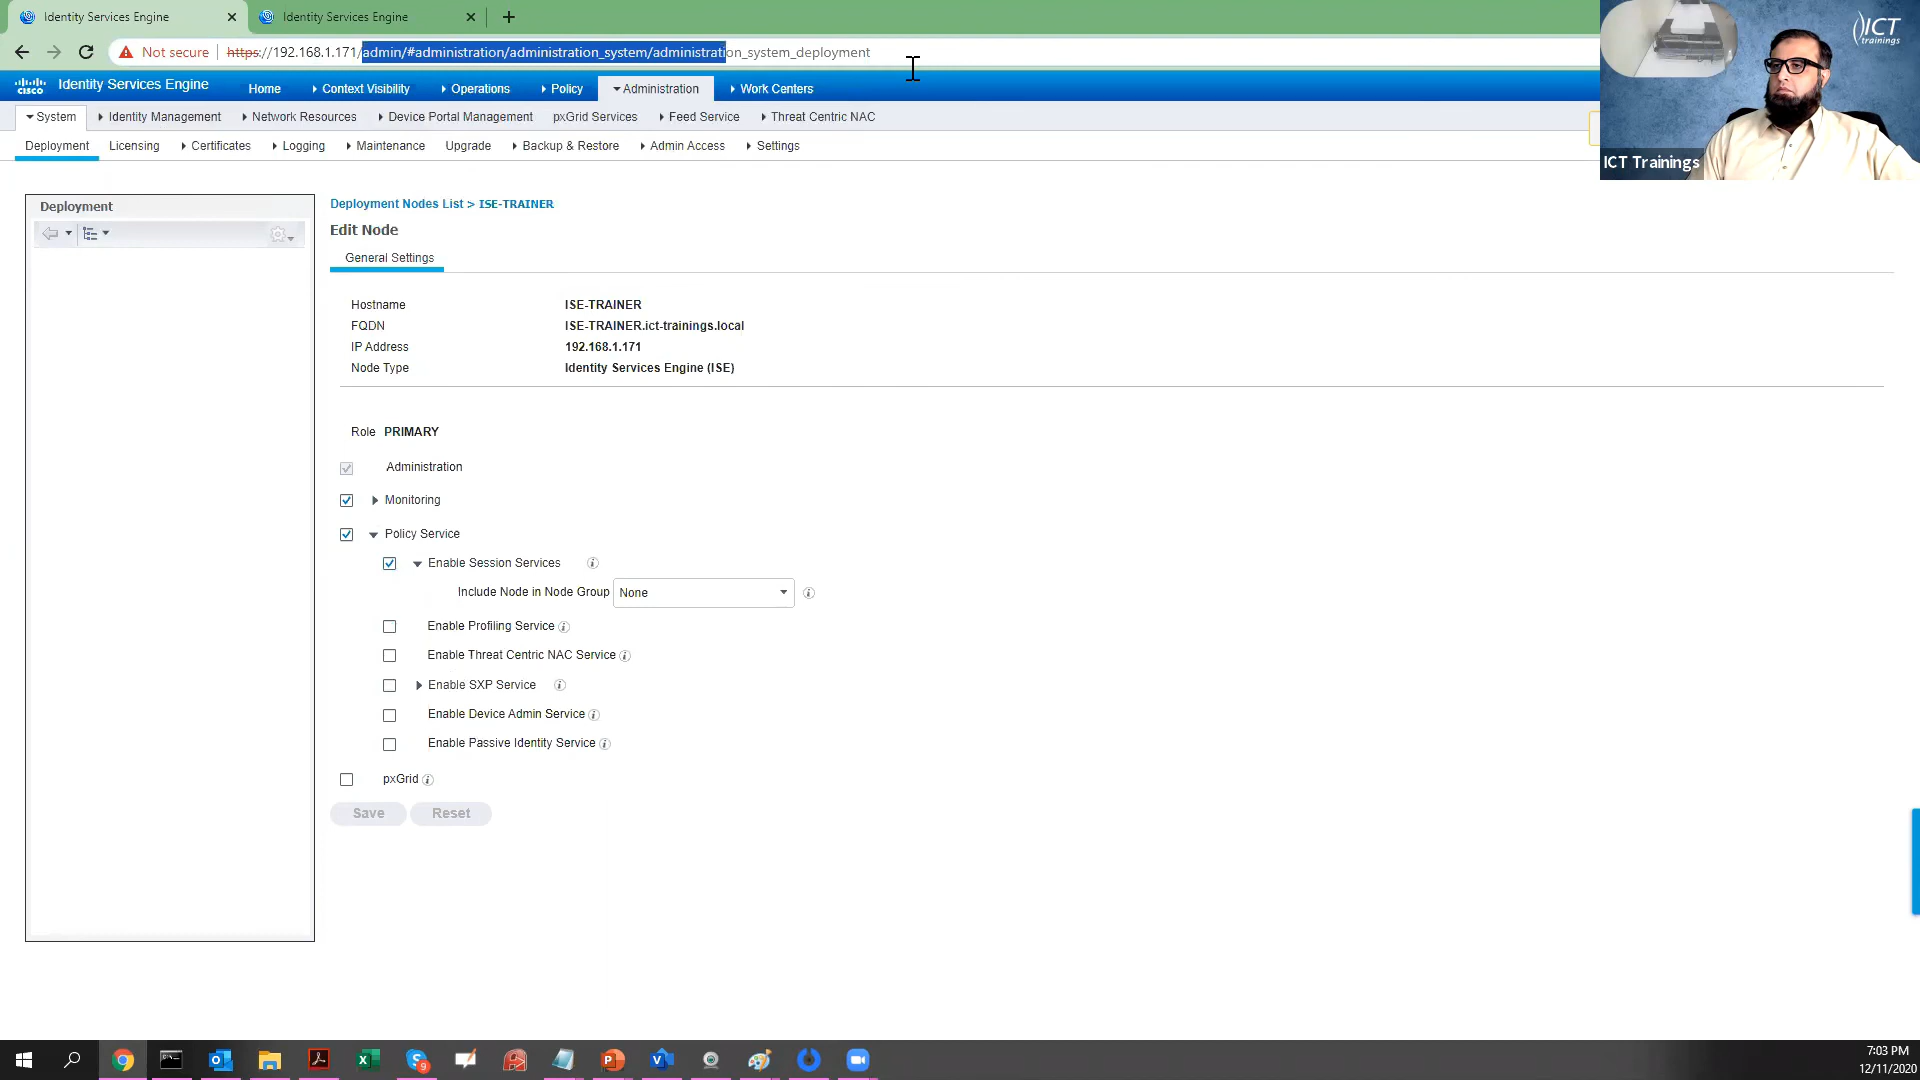 Identity Services Engine
Identity Services Engine
Not secure
https://192.168.1.171/admin/#administration/administration_system/administration_system_deployment
)ICT
trainings
cisco
Identity Services Engine
Home
Context Visibility
Operations
Policy
Administration
Work Centers
System
Identity Management
Network Resources
Device Portal Management
pxGrid Services
Feed Service
Threat Centric NAC
Deployment
Licensing
Certificates
Logging
Maintenance
Upgrade
Backup & Restore
Admin Access
Settings
ICT Trainings
Deployment
Deployment Nodes List > ISE-TRAINER
Edit Node
General Settings
Hostname ISE-TRAINER
FQDN ISE-TRAINER.ict-trainings.local
IP Address 192.168.1.171
Node Type Identity Services Engine (ISE)
Role PRIMARY
Administration
Monitoring
Policy Service
Enable Session Services
Include Node in Node Group None
Enable Profiling Service
Enable Threat Centric NAC Service
Enable SXP Service
Enable Device Admin Service
Enable Passive Identity Service
pxGrid
Save
Reset
7:03 PM
12/11/2020